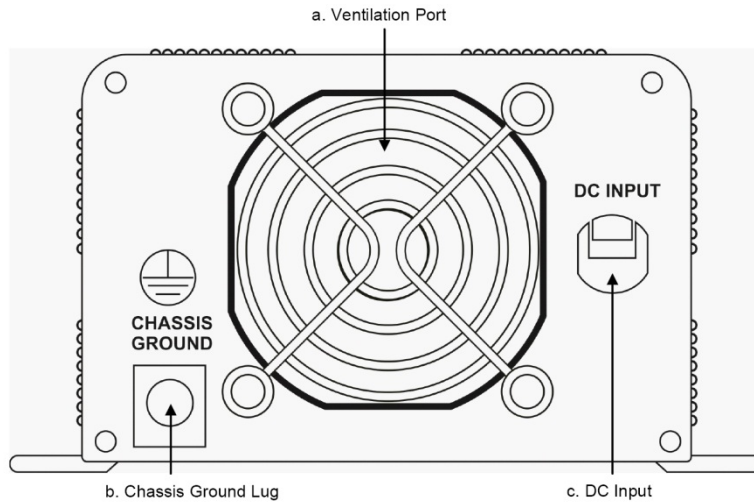 a. Ventilation Port
DC INPUT
CHASSIS
GROUND
b. Chassis Ground Lug
c. DC Input